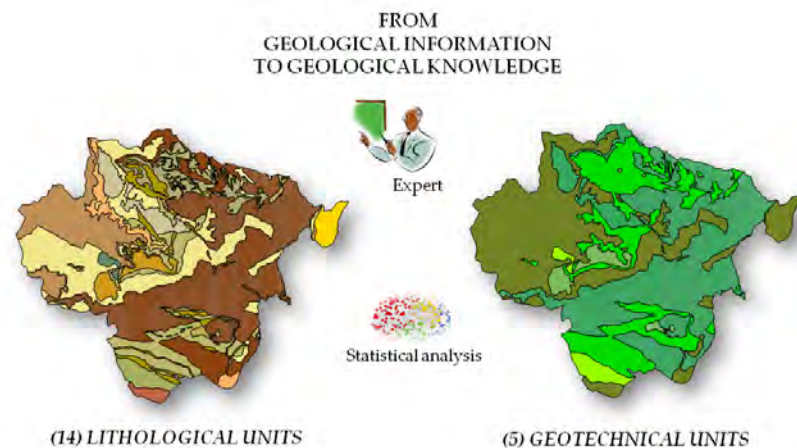 FROM
GEOLOGICAL INFORMATION
TO GEOLOGICAL KNOWLEDGE
Expert
Statistical analysis
(14) LITHOLOGICAL UNITS
(5) GEOTECHNICAL UNITS